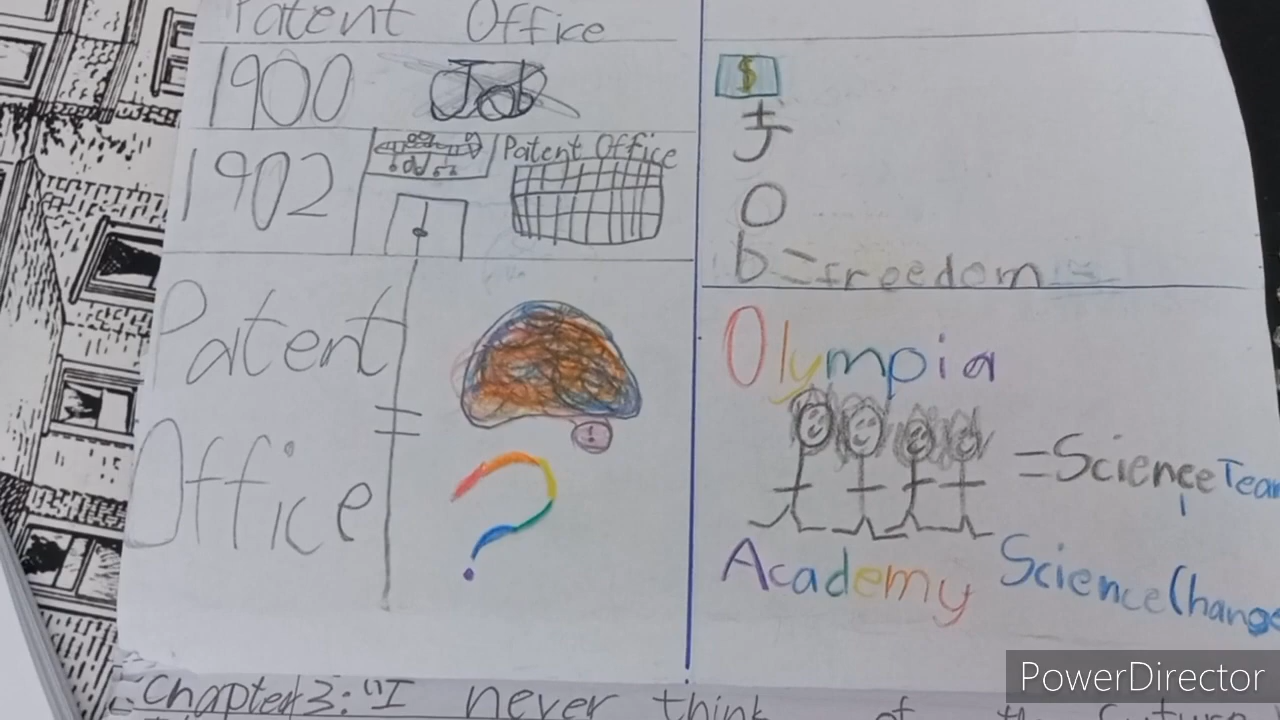 Patent Office
1900 Job
1902 Patent Office
Patent
Office
=
!
?
$
+
J
o
b = freedom
Olympia
= Science Team
Academy Science Change
Chapter 3: "I never think of the future
PowerDirector